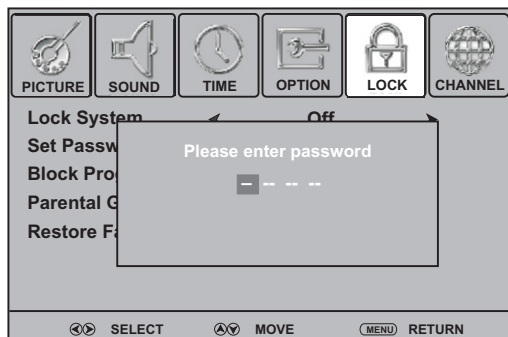 PICTURE SOUND TIME OPTION LOCK CHANNEL
Lock System Off
Set Passw
Please enter password
Block Prog
– -- -- --
Parental G
Restore Fa
SELECT MOVE MENU RETURN